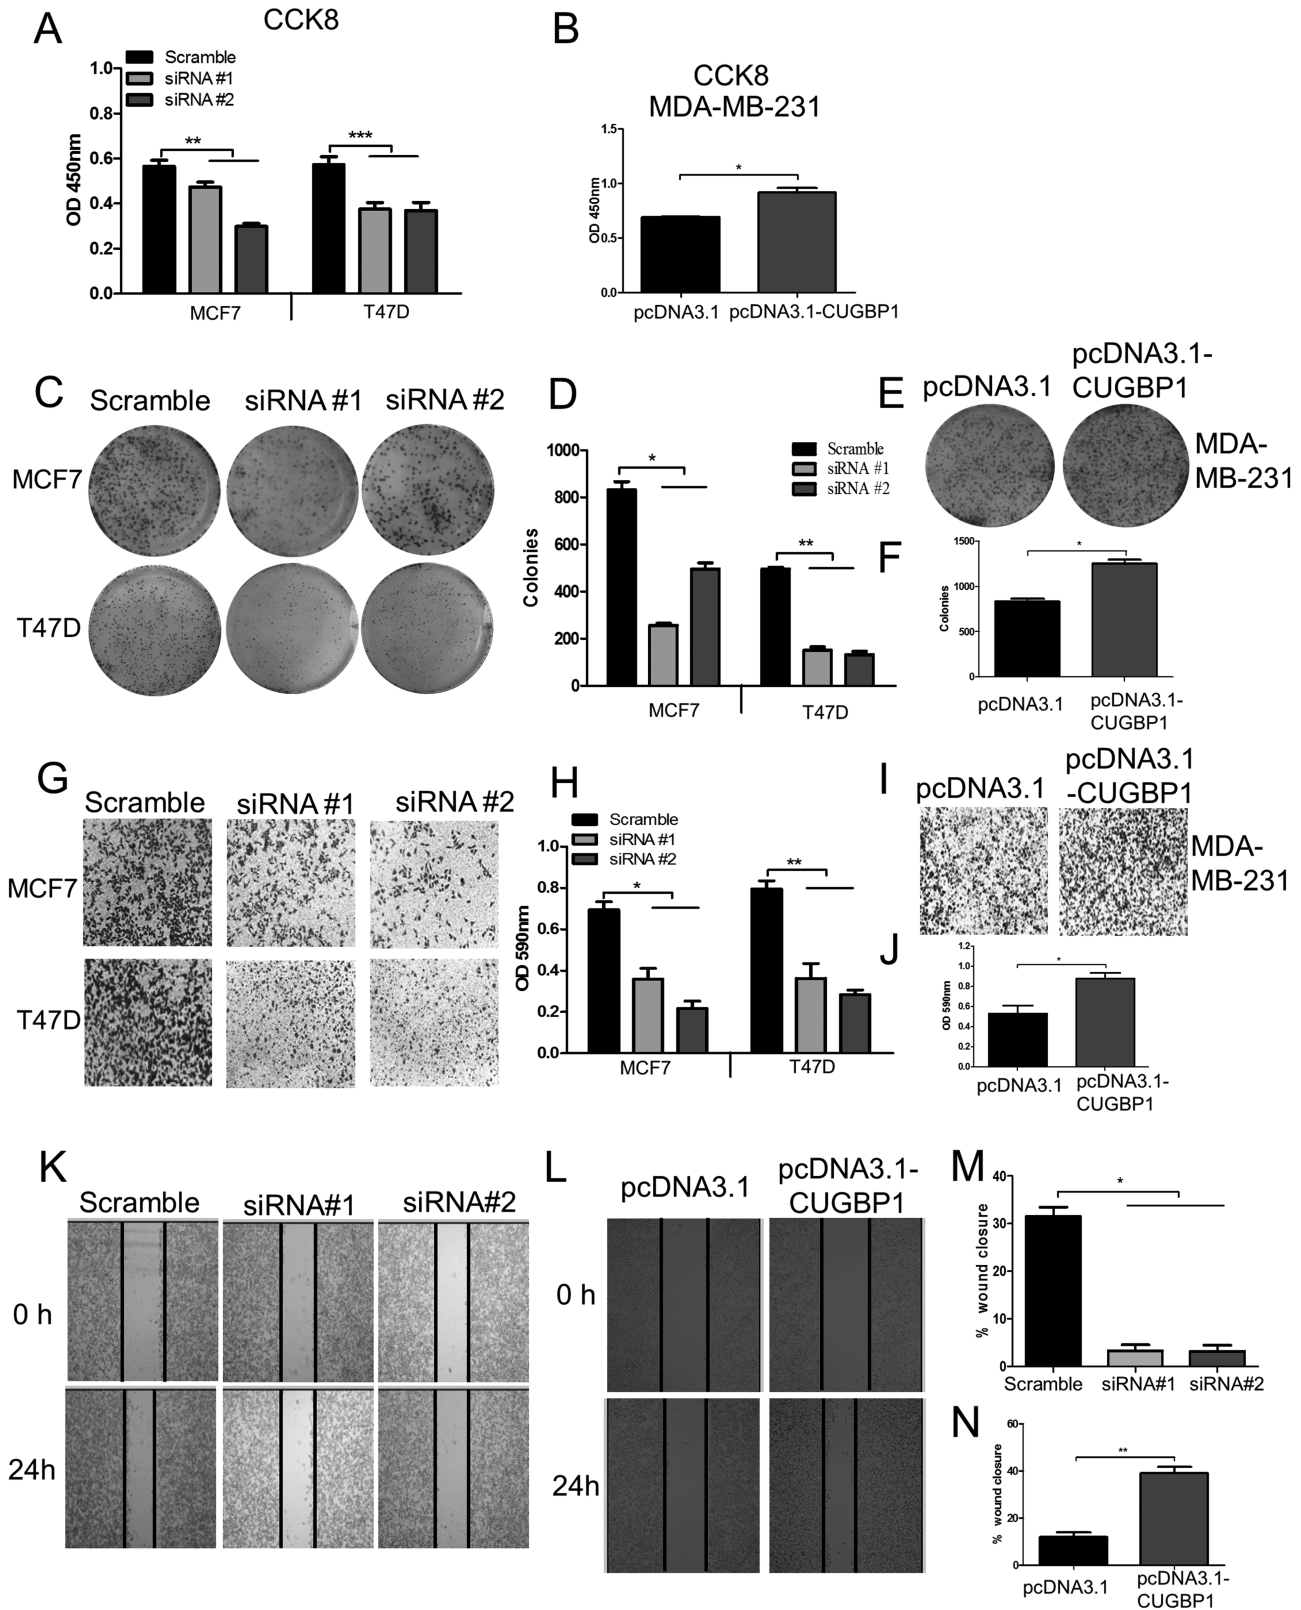 A
CCK8
Scramble
siRNA #1
siRNA #2
OD 450nm
1.0
0.8
0.6
0.4
0.2
0.0
**
***
MCF7
T47D
B
CCK8
MDA-MB-231
OD 450nm
1.5
1.0
0.5
0.0
*
pcDNA3.1
pcDNA3.1-CUGBP1
C
Scramble
siRNA #1
siRNA #2
MCF7
T47D
D
Scramble
siRNA #1
siRNA #2
Colonies
1000
800
600
400
200
0
*
**
MCF7
T47D
E
pcDNA3.1
pcDNA3.1-
CUGBP1
MDA-
MB-231
F
Colonies
1500
1000
500
0
*
pcDNA3.1
pcDNA3.1-
CUGBP1
G
Scramble
siRNA #1
siRNA #2
MCF7
T47D
H
Scramble
siRNA #1
siRNA #2
OD 590nm
1.0
0.8
0.6
0.4
0.2
0.0
*
**
MCF7
T47D
I
pcDNA3.1
pcDNA3.1
-CUGBP1
MDA-
MB-231
J
OD 590nm
1.2
1.0
0.8
0.6
0.4
0.2
0.0
*
pcDNA3.1
pcDNA3.1-
CUGBP1
K
Scramble
siRNA#1
siRNA#2
0 h
24h
L
pcDNA3.1
pcDNA3.1-
CUGBP1
0 h
24h
M
% wound closure
40
30
20
10
0
*
Scramble
siRNA#1
siRNA#2
N
% wound closure
60
40
20
0
**
pcDNA3.1
pcDNA3.1-
CUGBP1